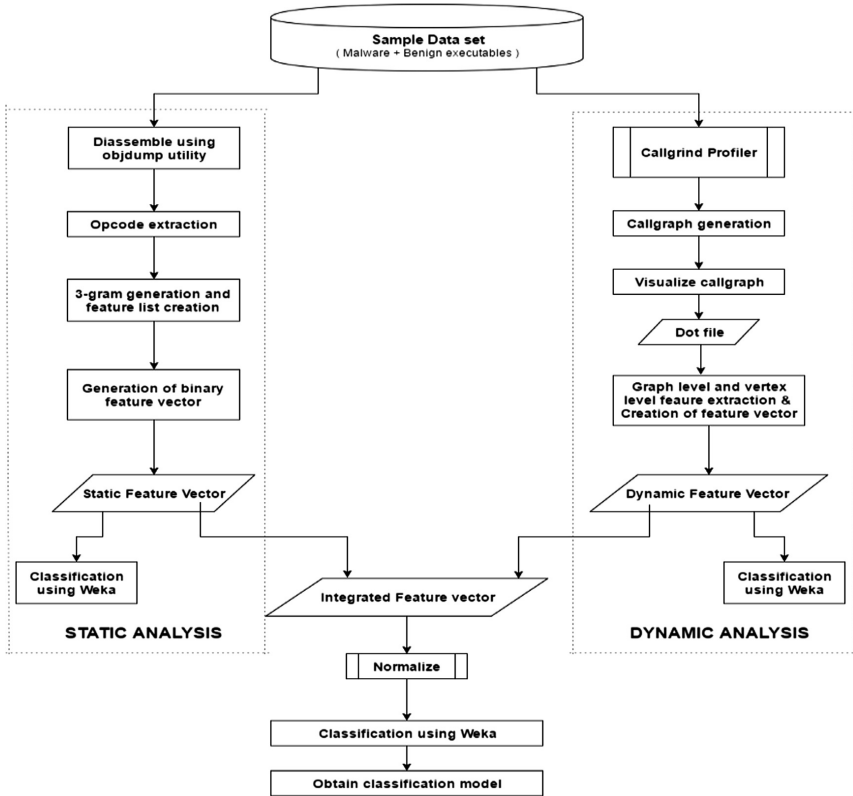 Sample Data set
( Malware + Benign executables )
Diassemble using
objdump utility
Opcode extraction
3-gram generation and
feature list creation
Generation of binary
feature vector
Static Feature Vector
Classification
using Weka
STATIC ANALYSIS
Callgrind Profiler
Callgraph generation
Visualize callgraph
Dot file
Graph level and vertex
level feaure extraction &
Creation of feature vector
Dynamic Feature Vector
Classification
using Weka
DYNAMIC ANALYSIS
Integrated Feature vector
Normalize
Classification using Weka
Obtain classification model